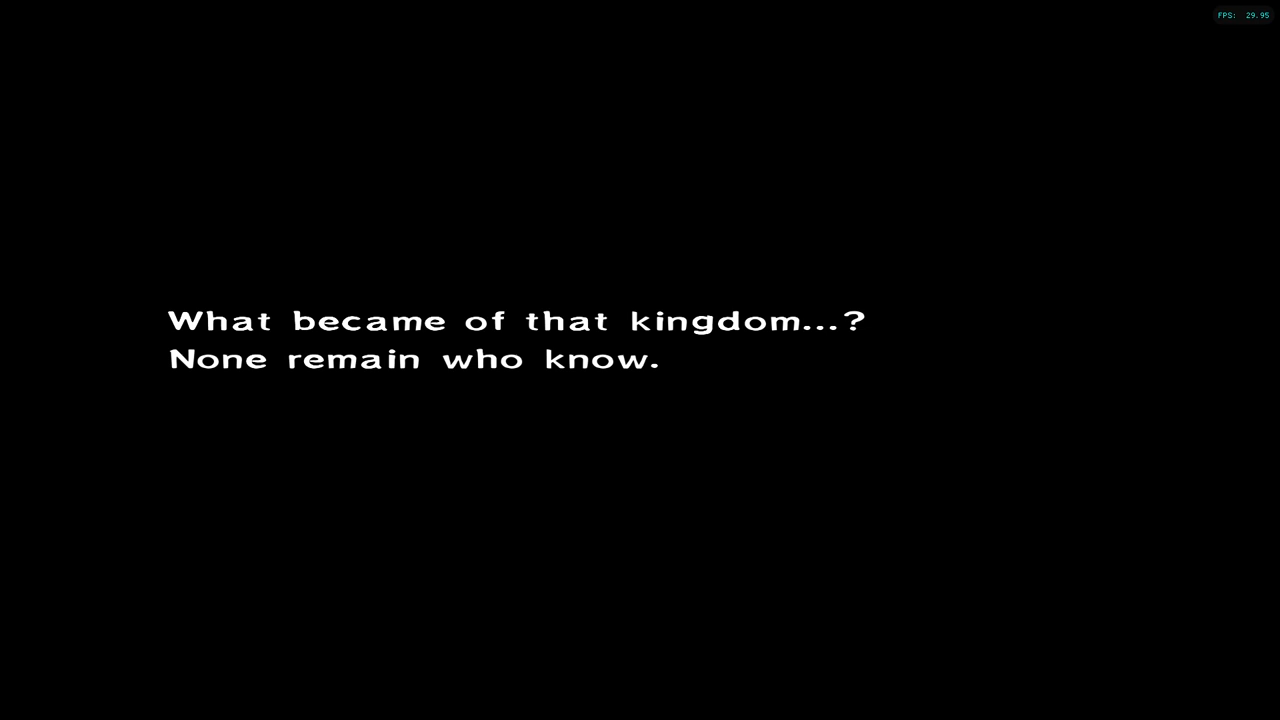 FPS: 29.95
What became of that kingdom...?
None remain who know.